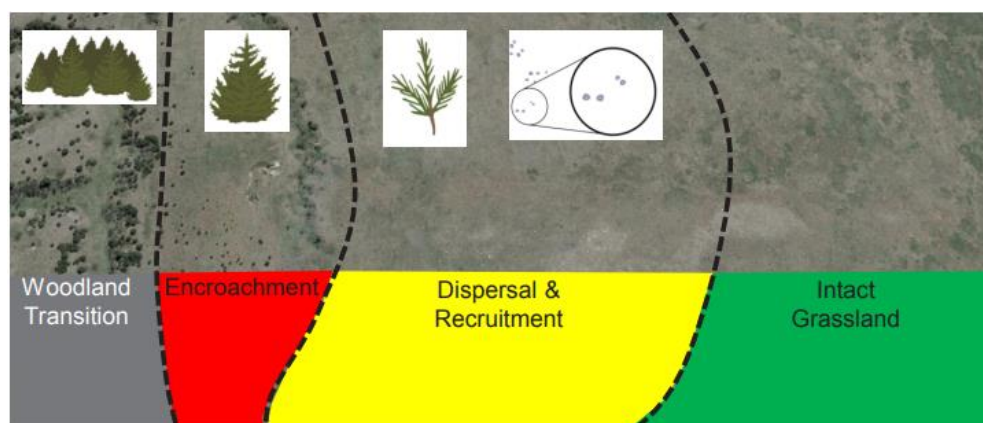 Woodland
Transition
Encroachment
Dispersal &
Recruitment
Intact
Grassland